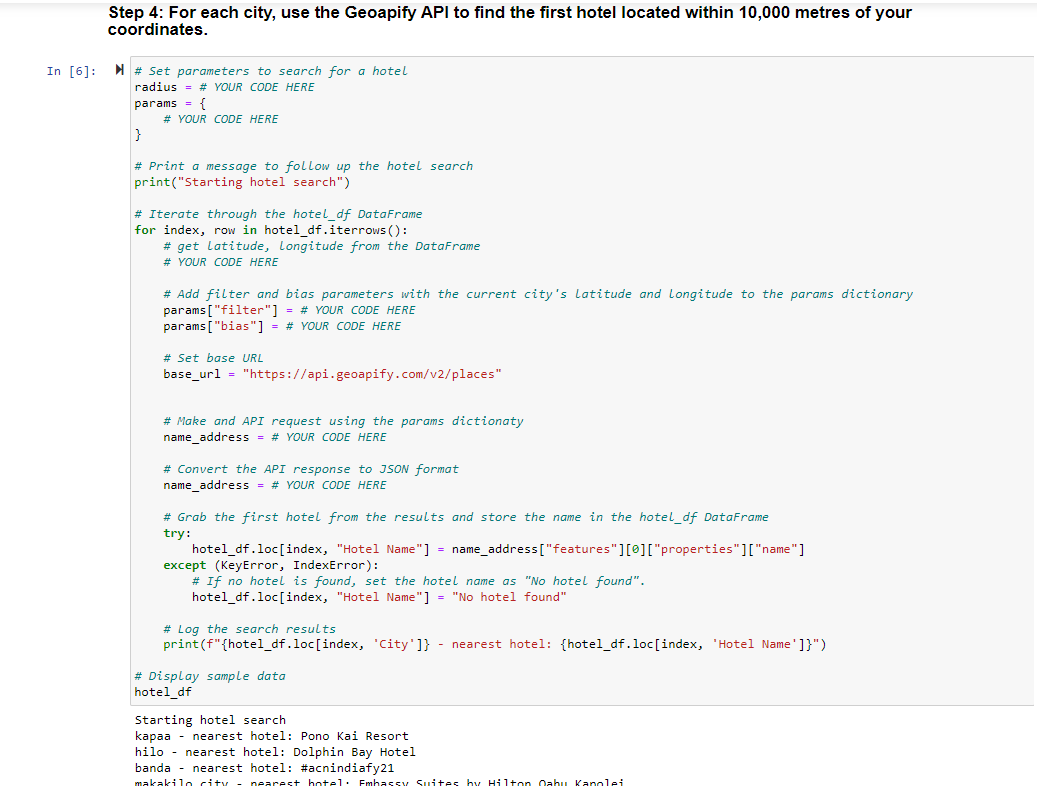 Step 4: For each city, use the Geoapify API to find the first hotel located within 10,000 metres of your
coordinates.
In [6]:
# Set parameters to search for a hotel
radius = # YOUR CODE HERE
params = {
    # YOUR CODE HERE
}
# Print a message to follow up the hotel search
print("Starting hotel search")
# Iterate through the hotel_df DataFrame
for index, row in hotel_df.iterrows():
    # get latitude, longitude from the DataFrame
    # YOUR CODE HERE
    # Add filter and bias parameters with the current city's latitude and longitude to the params dictionary
    params["filter"] = # YOUR CODE HERE
    params["bias"] = # YOUR CODE HERE
    # Set base URL
    base_url = "https://api.geoapify.com/v2/places"
    # Make and API request using the params dictionaty
    name_address = # YOUR CODE HERE
    # Convert the API response to JSON format
    name_address = # YOUR CODE HERE
    # Grab the first hotel from the results and store the name in the hotel_df DataFrame
    try:
        hotel_df.loc[index, "Hotel Name"] = name_address["features"][0]["properties"]["name"]
    except (KeyError, IndexError):
        # If no hotel is found, set the hotel name as "No hotel found".
        hotel_df.loc[index, "Hotel Name"] = "No hotel found"
    # Log the search results
    print(f"{hotel_df.loc[index, 'City']} - nearest hotel: {hotel_df.loc[index, 'Hotel Name']}")
# Display sample data
hotel_df
Starting hotel search
kapaa - nearest hotel: Pono Kai Resort
hilo - nearest hotel: Dolphin Bay Hotel
banda - nearest hotel: #acnindiafy21
makakilo city - nearest hotel: Embassy Suites by Hilton Oahu Kapolei